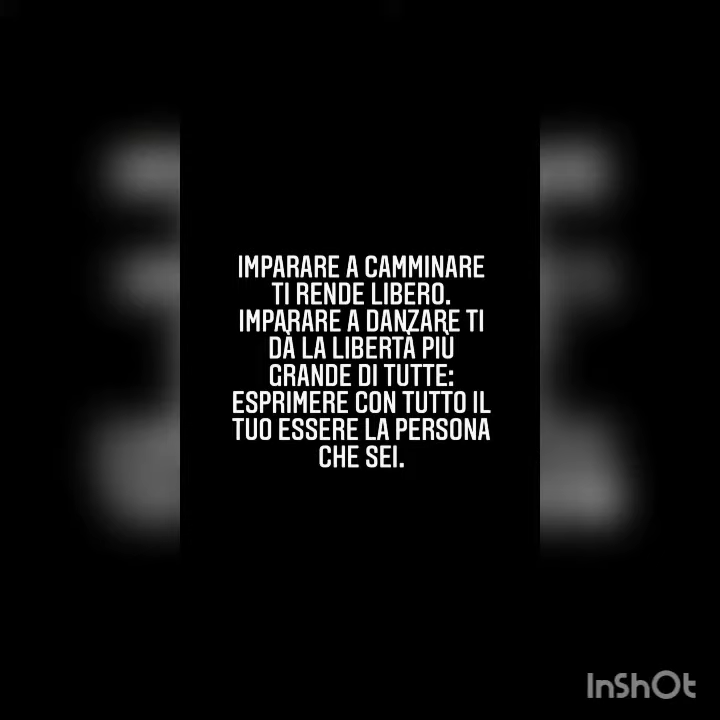 IMPARARE A CAMMINARE
TI RENDE LIBERO.
IMPARARE A DANZARE TI
DÀ LA LIBERTÀ PIÙ
GRANDE DI TUTTE:
ESPRIMERE CON TUTTO IL
TUO ESSERE LA PERSONA
CHE SEI.
InShOt